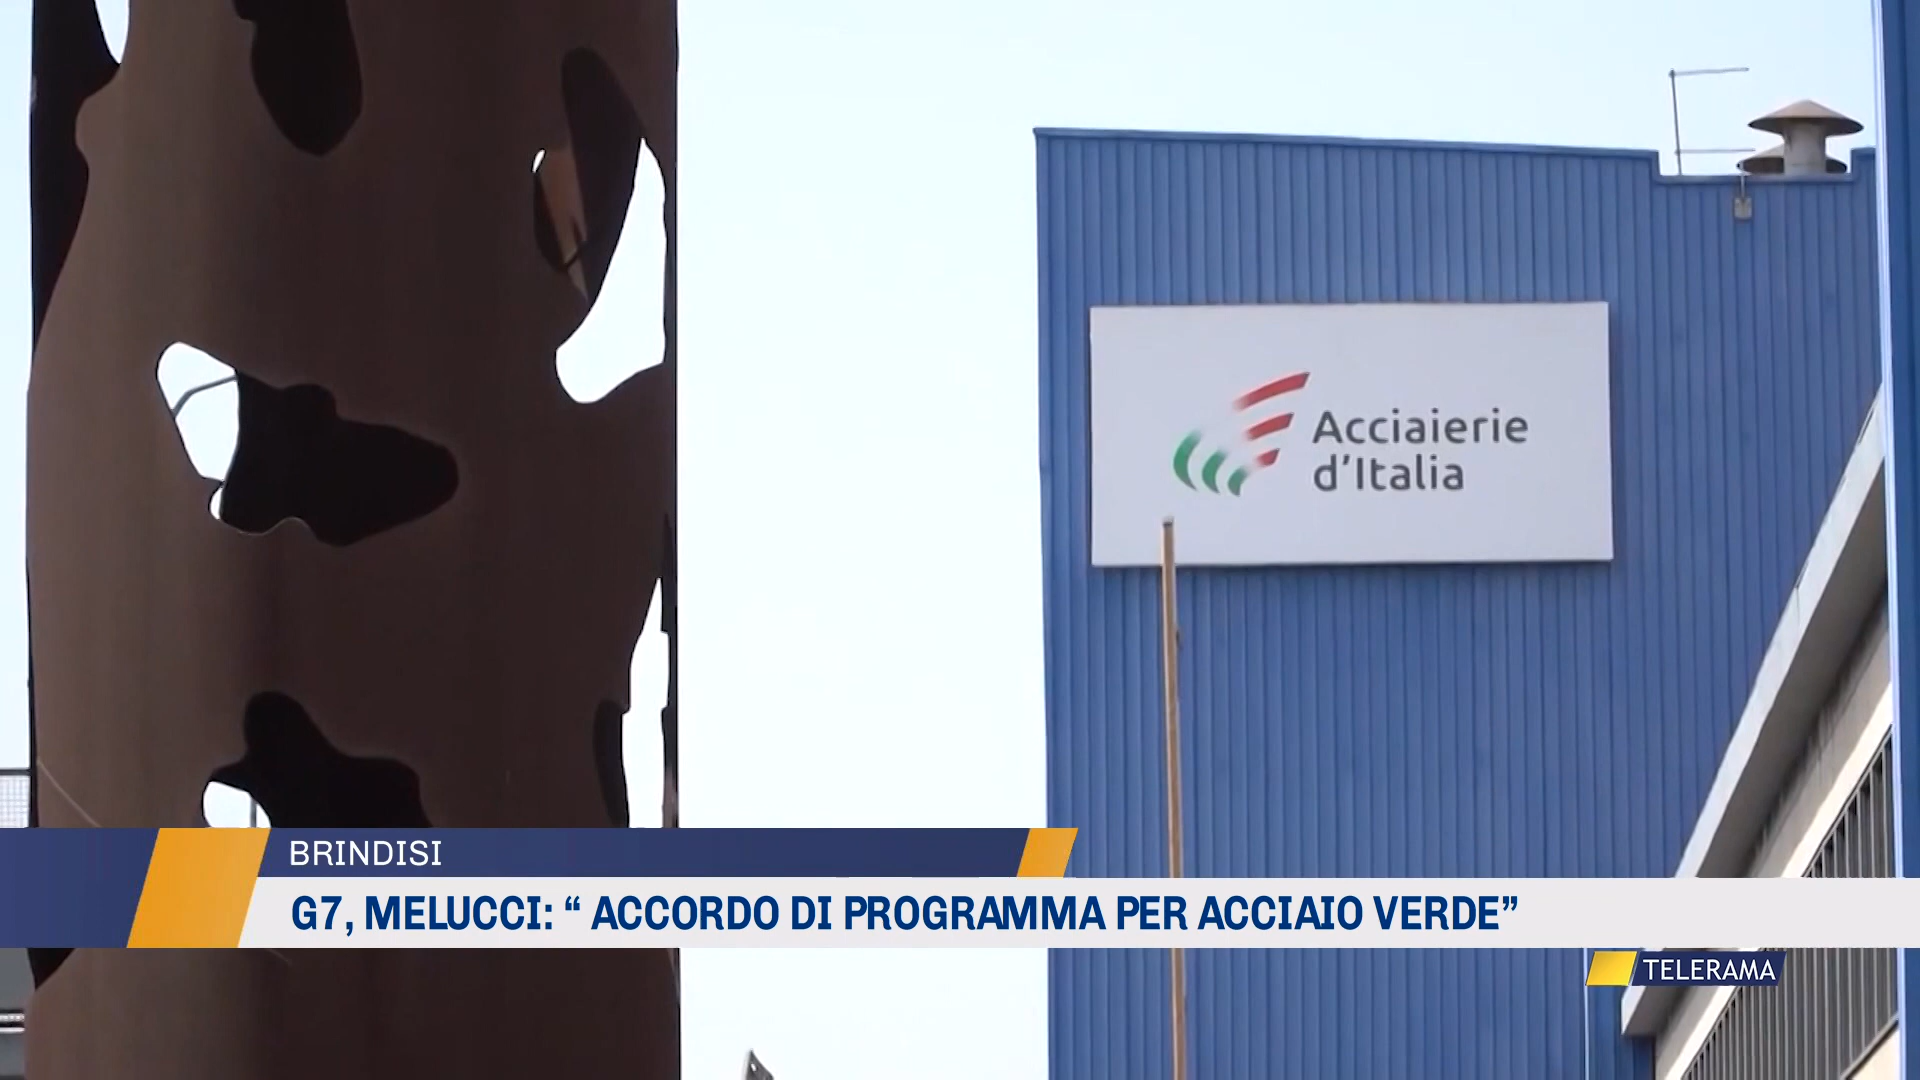 Acciaierie
d'Italia
BRINDISI
G7, MELUCCI: “ ACCORDO DI PROGRAMMA PER ACCIAIO VERDE”
TELERAMA